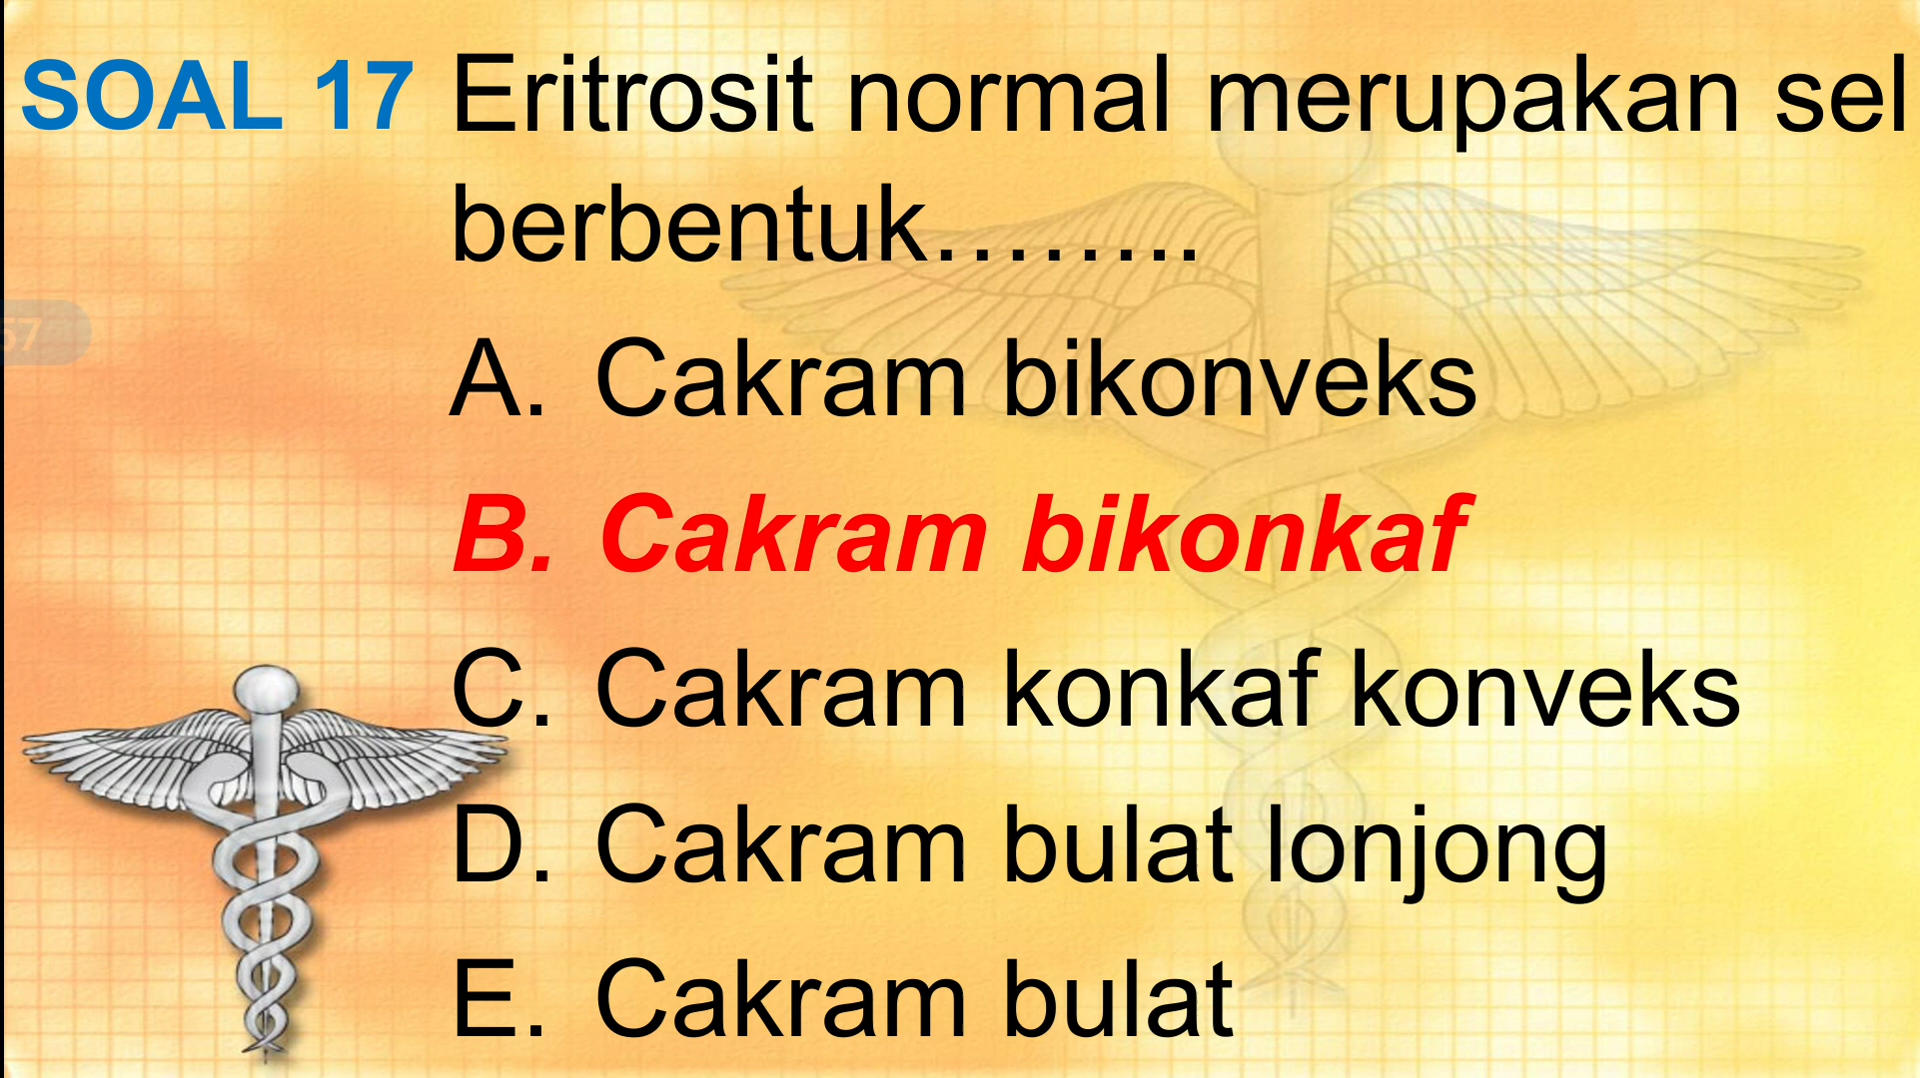 SOAL 17 Eritrosit normal merupakan sel
berbentuk……..
57
A. Cakram bikonveks
B. Cakram bikonkaf
C. Cakram konkaf konveks
D. Cakram bulat lonjong
E. Cakram bulat